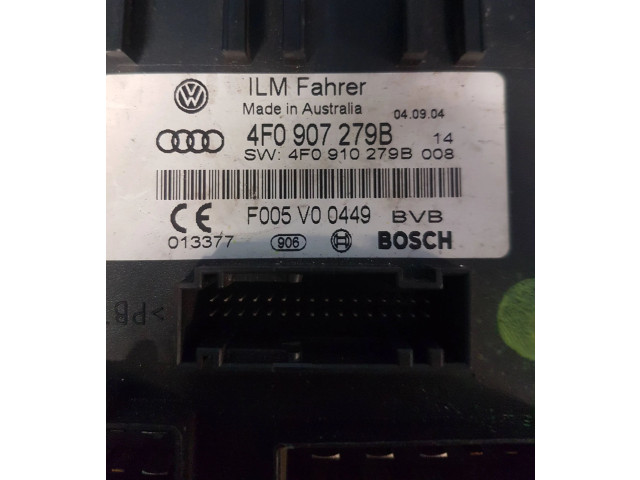 ILM Fahrer
Made in Australia
04.09.04
4F0 907 279B 14
SW: 4F0 910 279B 008
CE F005 V0 0449 BVB
013377 906 BOSCH
>PB